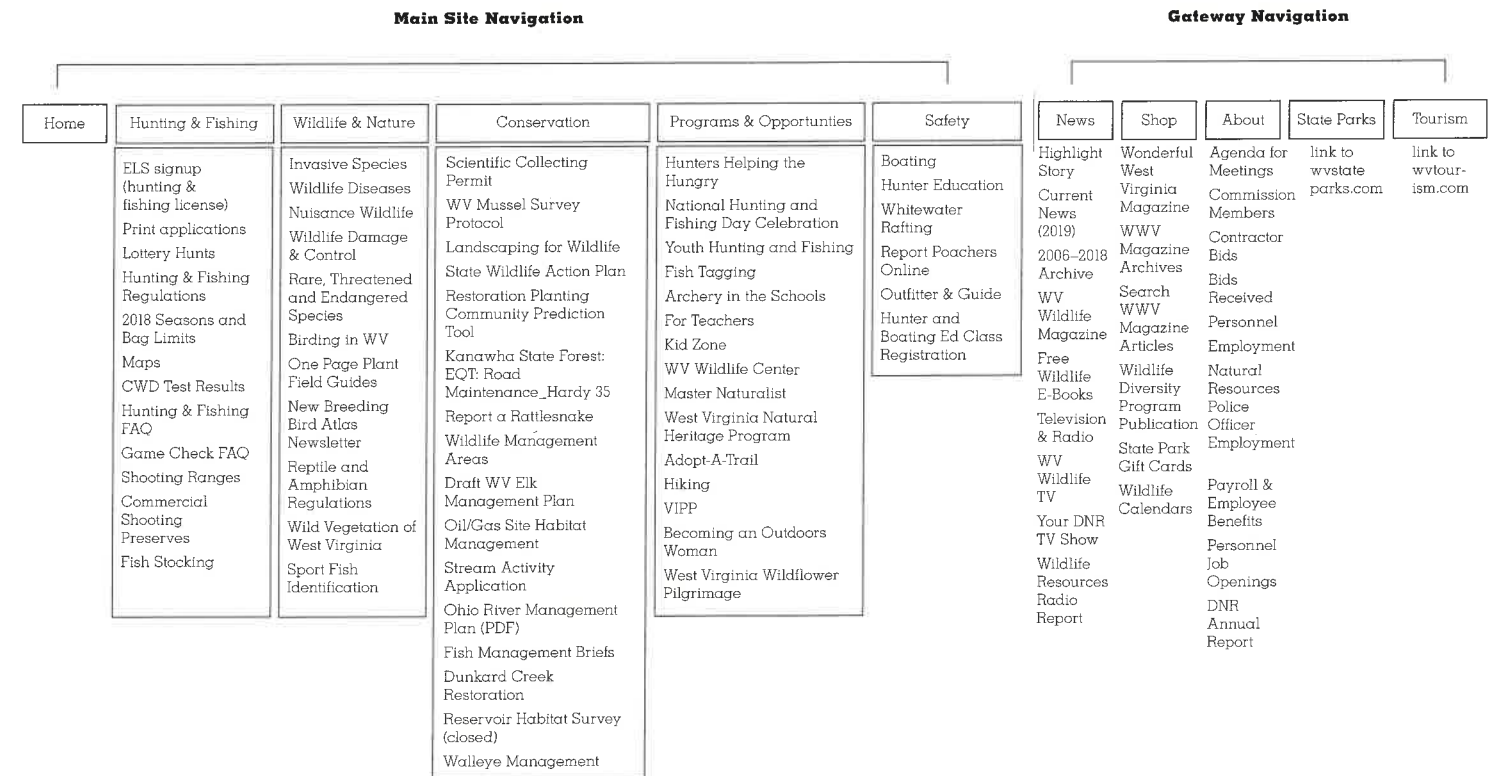 Main Site Navigation
Gateway Navigation
Home
Hunting & Fishing
ELS signup
(hunting &
fishing license)
Print applications
Lottery Hunts
Hunting & Fishing
Regulations
2018 Seasons and
Bag Limits
Maps
CWD Test Results
Hunting & Fishing
FAQ
Game Check FAQ
Shooting Ranges
Commercial
Shooting
Preserves
Fish Stocking
Wildlife & Nature
Invasive Species
Wildlife Diseases
Nuisance Wildlife
Wildlife Damage
& Control
Rare, Threatened
and Endangered
Species
Birding in WV
One Page Plant
Field Guides
New Breeding
Bird Atlas
Newsletter
Reptile and
Amphibian
Regulations
Wild Vegetation of
West Virginia
Sport Fish
Identification
Conservation
Scientific Collecting
Permit
WV Mussel Survey
Protocol
Landscaping for Wildlife
State Wildlife Action Plan
Restoration Planting
Community Prediction
Tool
Kanawha State Forest:
EQT: Road
Maintenance_Hardy 35
Report a Rattlesnake
Wildlife Management
Areas
Draft WV Elk
Management Plan
Oil/Gas Site Habitat
Management
Stream Activity
Application
Ohio River Management
Plan (PDF)
Fish Management Briefs
Dunkard Creek
Restoration
Reservoir Habitat Survey
(closed)
Walleye Management
Programs & Opportunties
Hunters Helping the
Hungry
National Hunting and
Fishing Day Celebration
Youth Hunting and Fishing
Fish Tagging
Archery in the Schools
For Teachers
Kid Zone
WV Wildlife Center
Master Naturalist
West Virginia Natural
Heritage Program
Adopt-A-Trail
Hiking
VIPP
Becoming an Outdoors
Woman
West Virginia Wildflower
Pilgrimage
Safety
Boating
Hunter Education
Whitewater
Rafting
Report Poachers
Online
Outfitter & Guide
Hunter and
Boating Ed Class
Registration
News
Highlight
Story
Current
News
(2019)
2006–2018
Archive
WV
Wildlife
Magazine
Free
Wildlife
E-Books
Television
& Radio
WV
Wildlife
TV
Your DNR
TV Show
Wildlife
Resources
Radio
Report
Shop
Wonderful
West
Virginia
Magazine
WWV
Magazine
Archives
Search
WWV
Magazine
Articles
Wildlife
Diversity
Program
Publication
State Park
Gift Cards
Wildlife
Calendars
About
Agenda for
Meetings
Commission
Members
Contractor
Bids
Bids
Received
Personnel
Employment
Natural
Resources
Police
Officer
Employment
Payroll &
Employee
Benefits
Personnel
Job
Openings
DNR
Annual
Report
State Parks
link to
wvstate
parks.com
Tourism
link to
wvtour-
ism.com